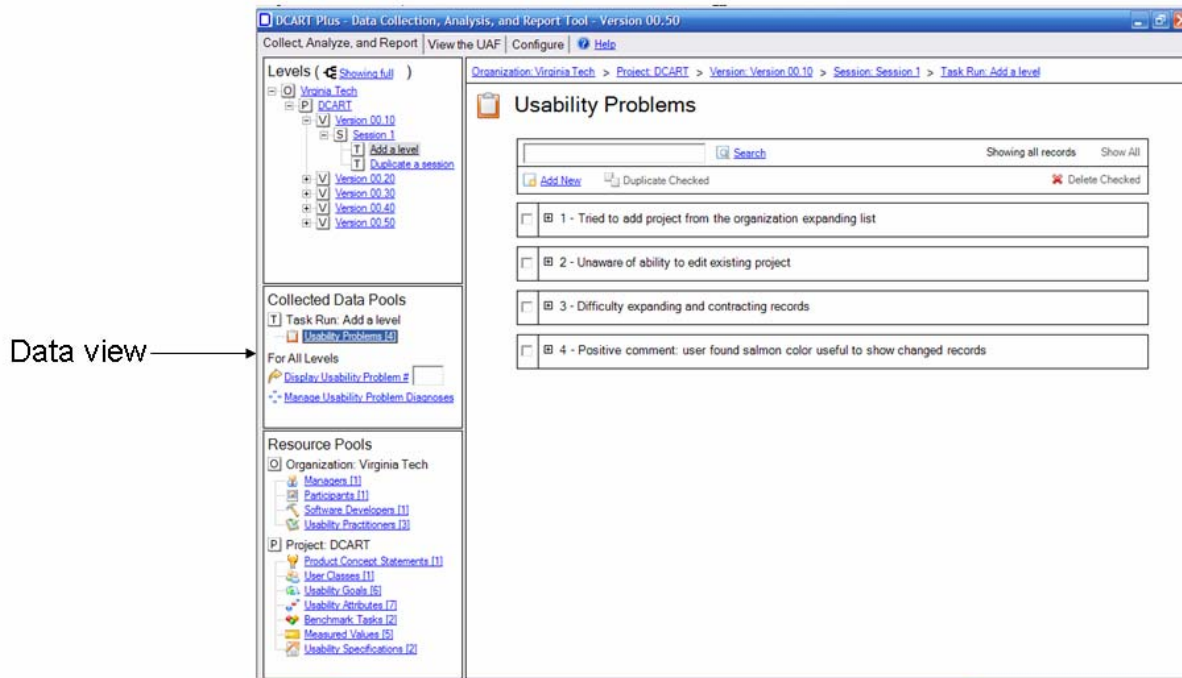 DCART Plus - Data Collection, Analysis, and Report Tool - Version 00.50
Collect, Analyze, and Report View the UAF Configure Help
Levels ( Showing full )
O Virginia Tech
P DCART
V Version 00.10
S Session 1
T Add a level
T Duplicate a session
V Version 00.20
V Version 00.30
V Version 00.40
V Version 00.50
Data view
Collected Data Pools
T Task Run: Add a level
Usability Problems [4]
For All Levels
Display Usability Problem #
Manage Usability Problem Diagnoses
Resource Pools
O Organization: Virginia Tech
Managers [1]
Participants [1]
Software Developers [1]
Usability Practitioners [3]
P Project: DCART
Product Concept Statements [1]
User Classes [1]
Usability Goals [6]
Usability Attributes [7]
Benchmark Tasks [2]
Measured Values [5]
Usability Specifications [2]
Organization: Virginia Tech > Project: DCART > Version: Version 00.10 > Session: Session 1 > Task Run: Add a level
Usability Problems
Search Showing all records Show All
Add New Duplicate Checked Delete Checked
1 - Tried to add project from the organization expanding list
2 - Unaware of ability to edit existing project
3 - Difficulty expanding and contracting records
4 - Positive comment: user found salmon color useful to show changed records